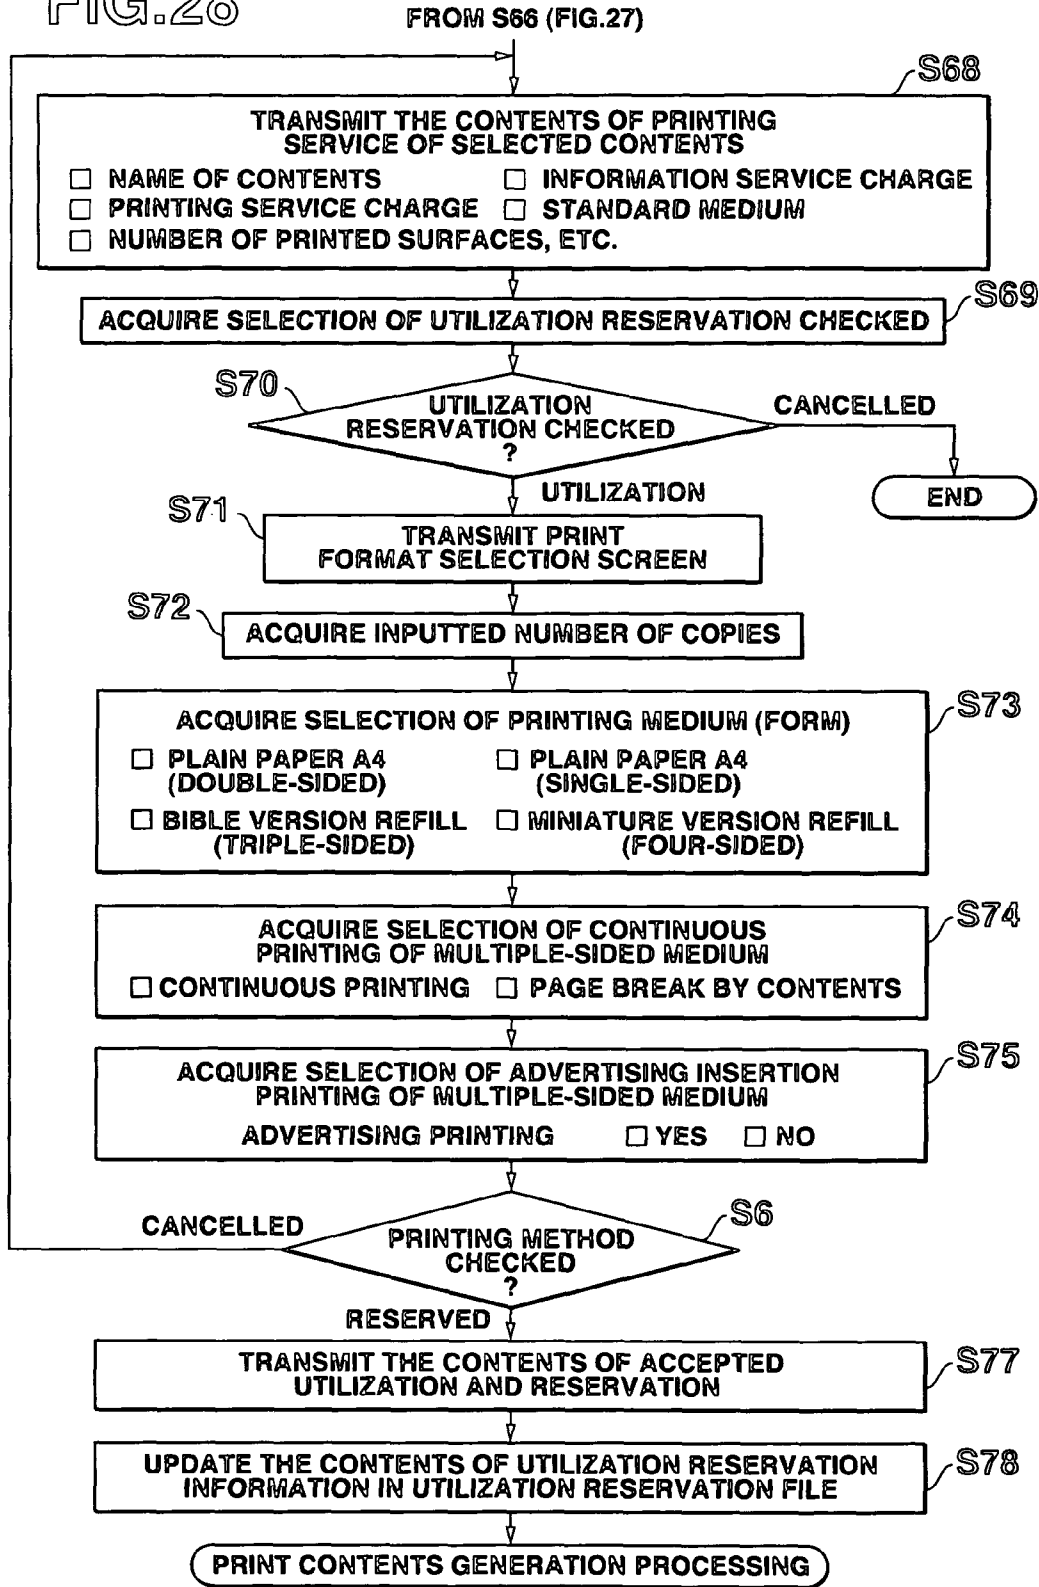 FIG.28
FROM S66 (FIG.27)
S68
TRANSMIT THE CONTENTS OF PRINTING
SERVICE OF SELECTED CONTENTS
□ NAME OF CONTENTS □ INFORMATION SERVICE CHARGE
□ PRINTING SERVICE CHARGE □ STANDARD MEDIUM
□ NUMBER OF PRINTED SURFACES, ETC.
S69
ACQUIRE SELECTION OF UTILIZATION RESERVATION CHECKED
S70
UTILIZATION
RESERVATION CHECKED
?
CANCELLED
END
UTILIZATION
S71
TRANSMIT PRINT
FORMAT SELECTION SCREEN
S72
ACQUIRE INPUTTED NUMBER OF COPIES
S73
ACQUIRE SELECTION OF PRINTING MEDIUM (FORM)
□ PLAIN PAPER A4 □ PLAIN PAPER A4
(DOUBLE-SIDED) (SINGLE-SIDED)
□ BIBLE VERSION REFILL □ MINIATURE VERSION REFILL
(TRIPLE-SIDED) (FOUR-SIDED)
S74
ACQUIRE SELECTION OF CONTINUOUS
PRINTING OF MULTIPLE-SIDED MEDIUM
□ CONTINUOUS PRINTING □ PAGE BREAK BY CONTENTS
S75
ACQUIRE SELECTION OF ADVERTISING INSERTION
PRINTING OF MULTIPLE-SIDED MEDIUM
ADVERTISING PRINTING □ YES □ NO
S6
CANCELLED
PRINTING METHOD
CHECKED
?
RESERVED
S77
TRANSMIT THE CONTENTS OF ACCEPTED
UTILIZATION AND RESERVATION
S78
UPDATE THE CONTENTS OF UTILIZATION RESERVATION
INFORMATION IN UTILIZATION RESERVATION FILE
PRINT CONTENTS GENERATION PROCESSING